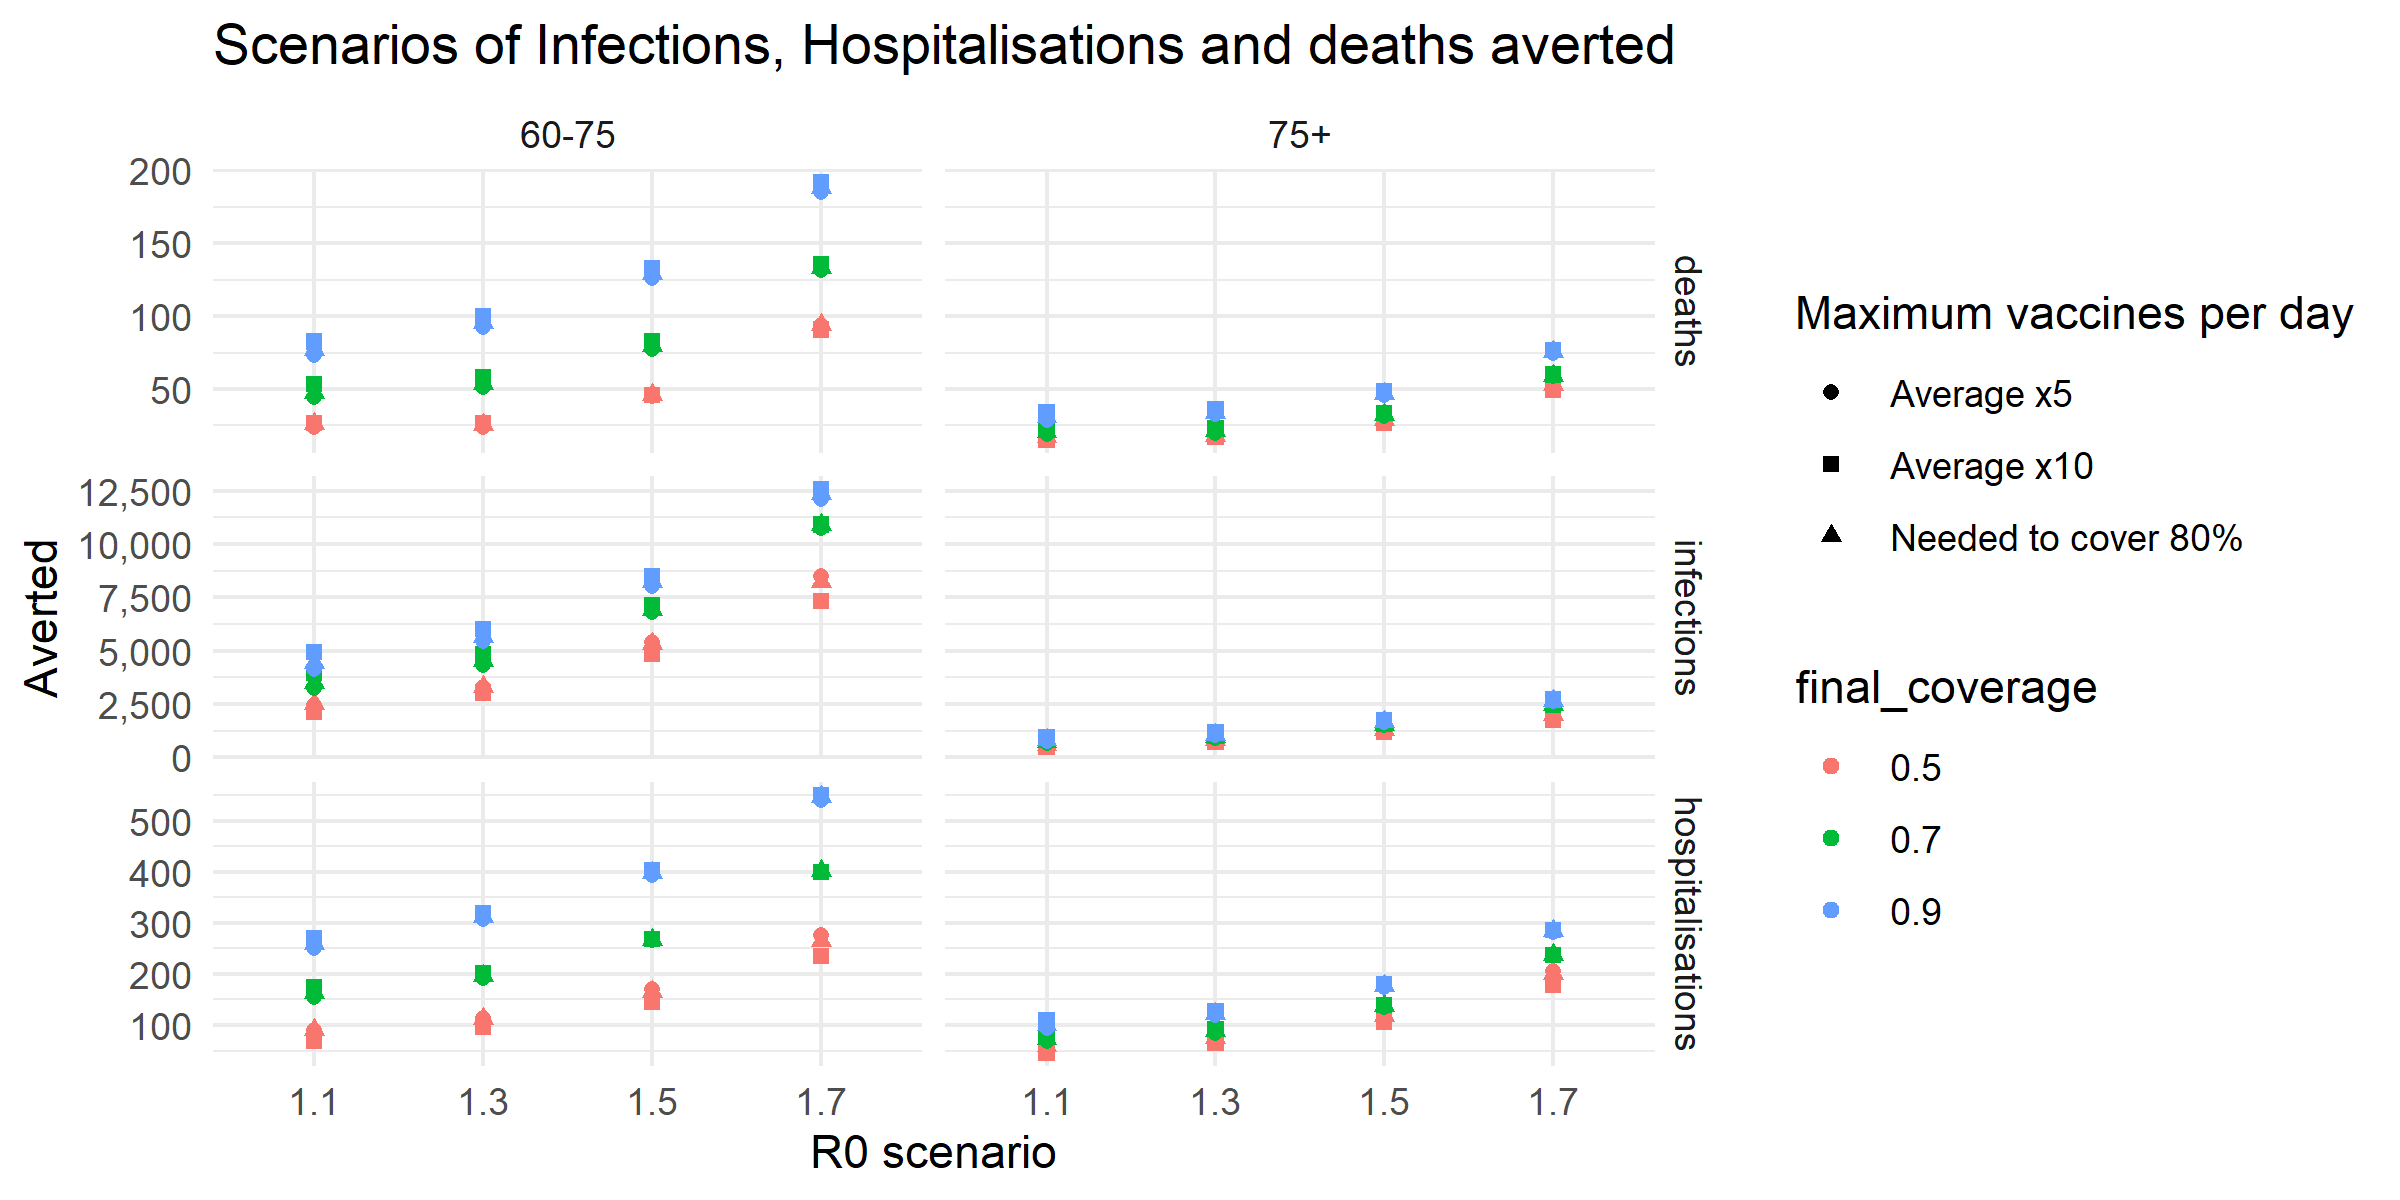 Scenarios of Infections, Hospitalisations and deaths averted
60-75
75+
200
150
100
50
deaths
12,500
10,000
7,500
5,000
2,500
0
infections
500
400
300
200
100
hospitalisations
Averted
1.1 1.3 1.5 1.7
1.1 1.3 1.5 1.7
R0 scenario
Maximum vaccines per day
Average x5
Average x10
Needed to cover 80%
final_coverage
0.5
0.7
0.9